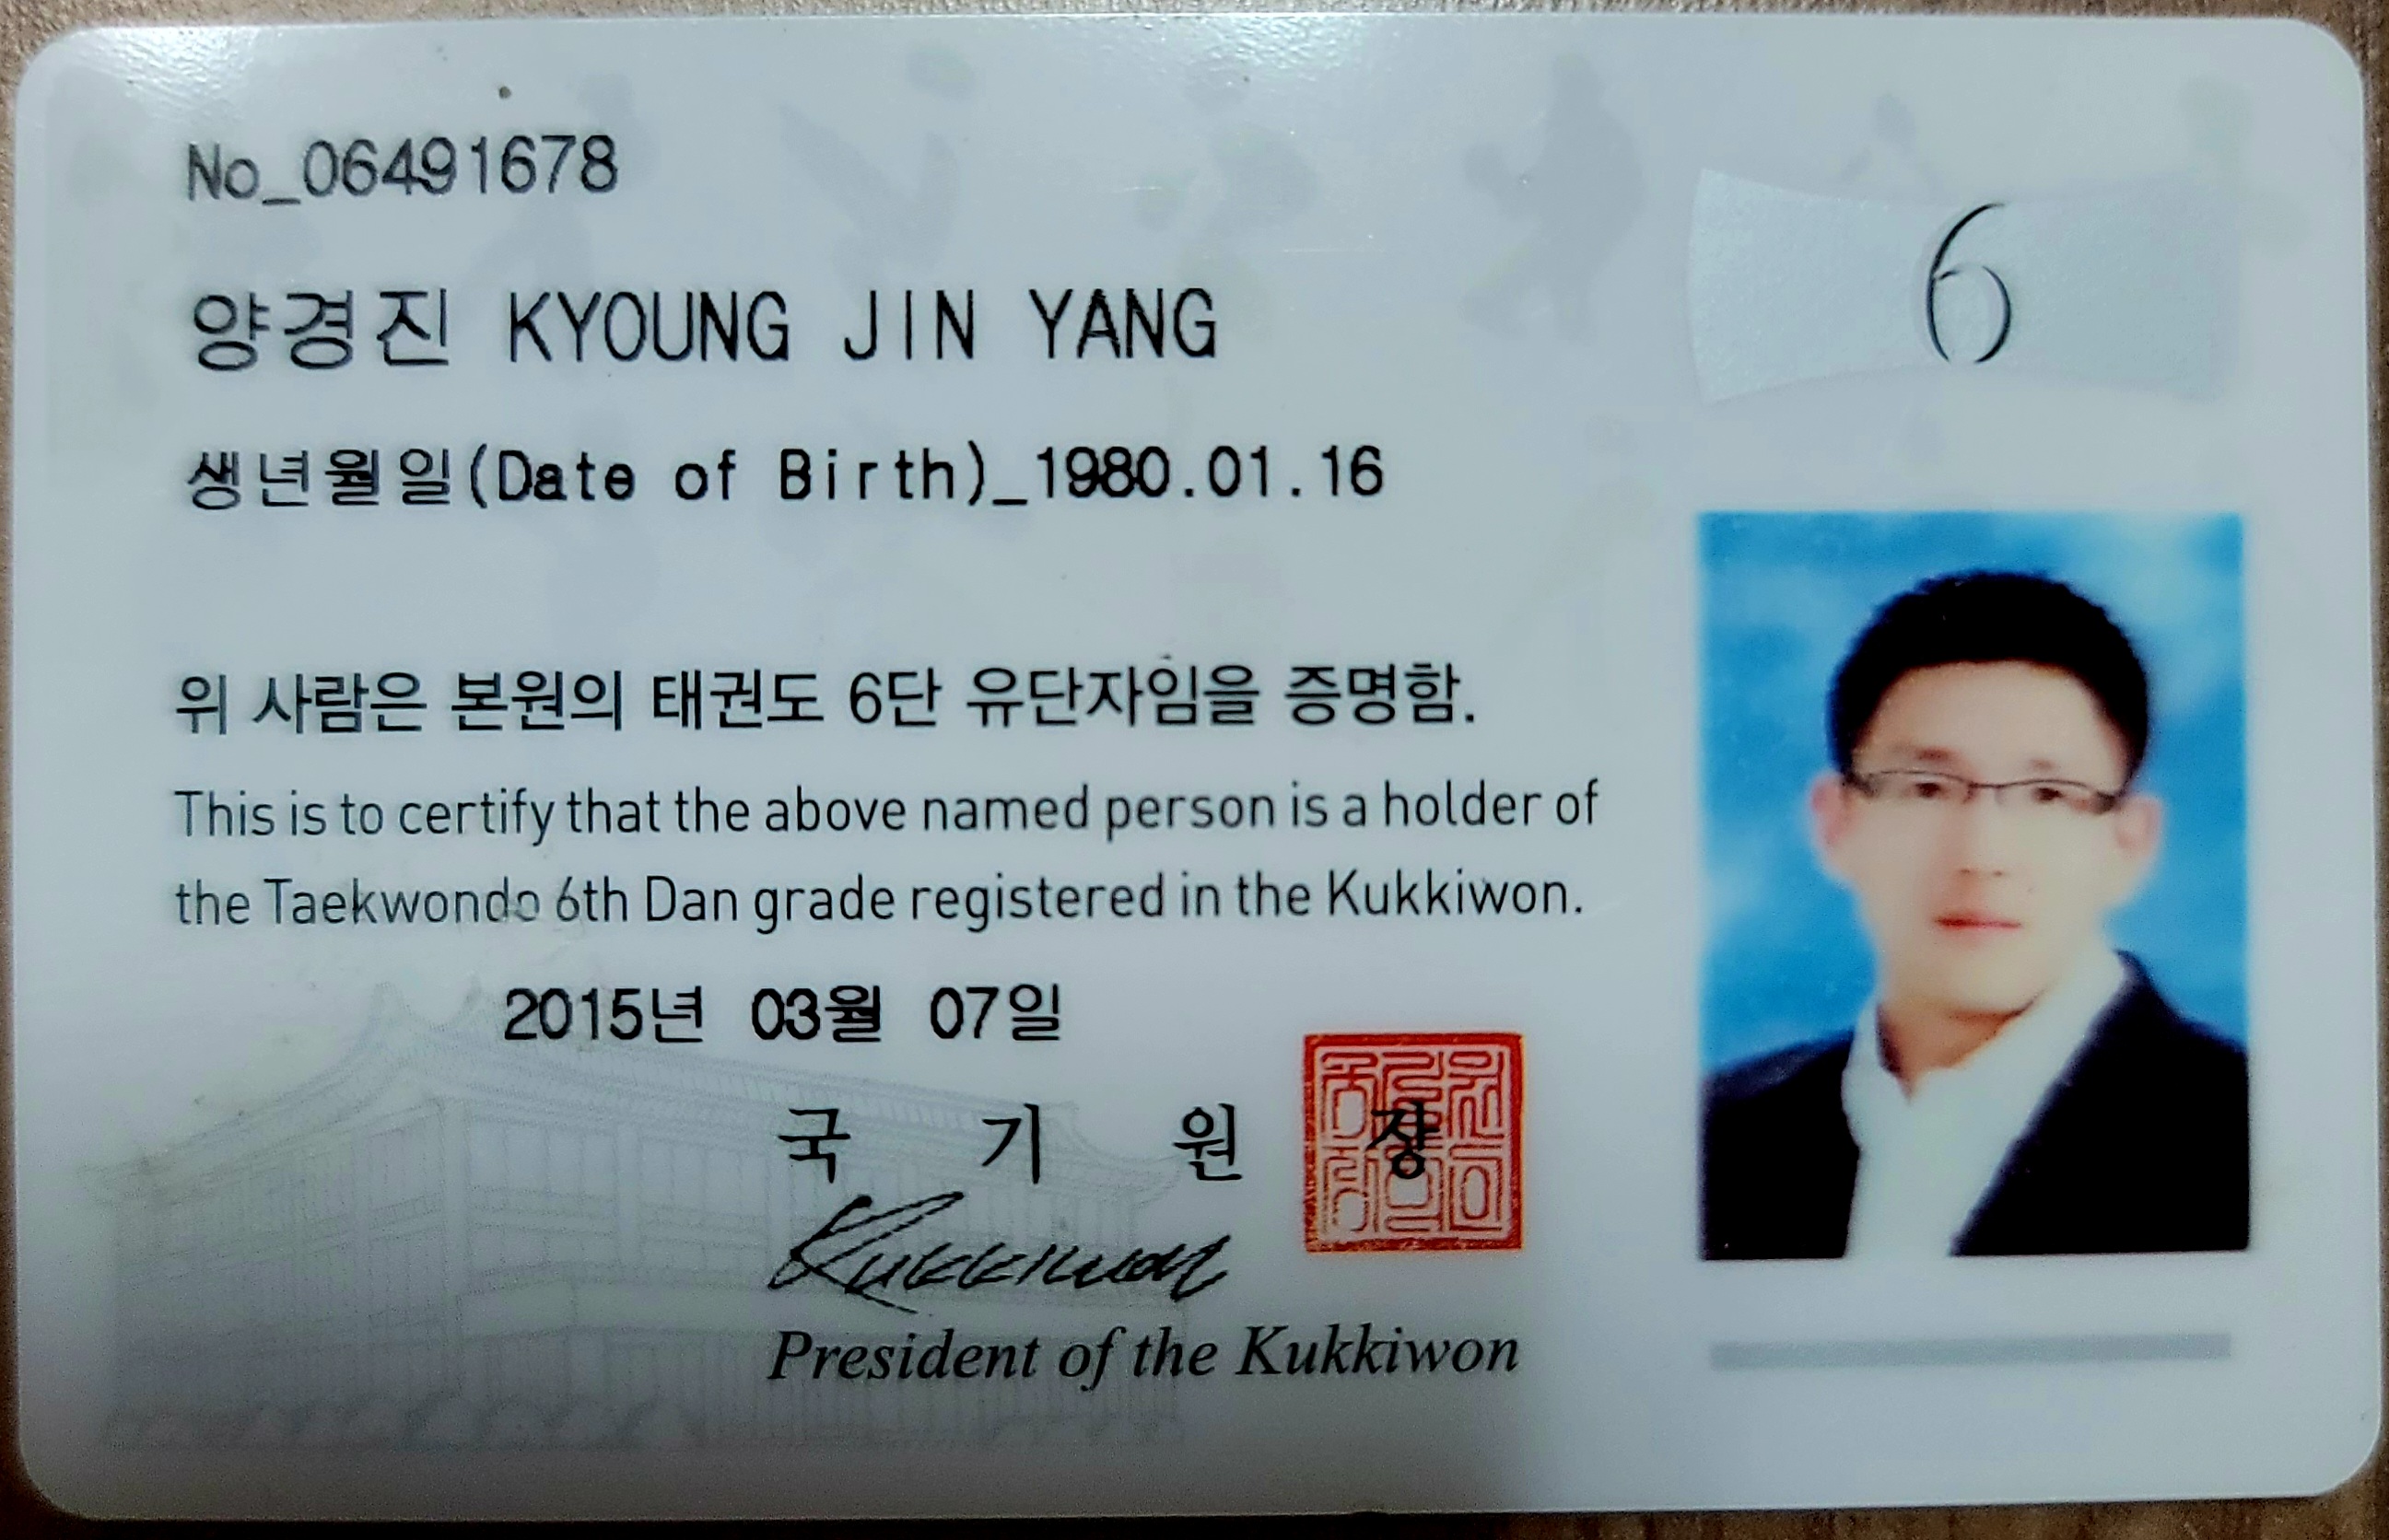 No_06491678
6
양경진 KYOUNG JIN YANG
생년월일(Date of Birth)_1980.01.16
위 사람은 본원의 태권도 6단 유단자임을 증명함.
This is to certify that the above named person is a holder of
the Taekwondo 6th Dan grade registered in the Kukkiwon.
2015년 03월 07일
국 기 원 장
Kukkiwon
President of the Kukkiwon